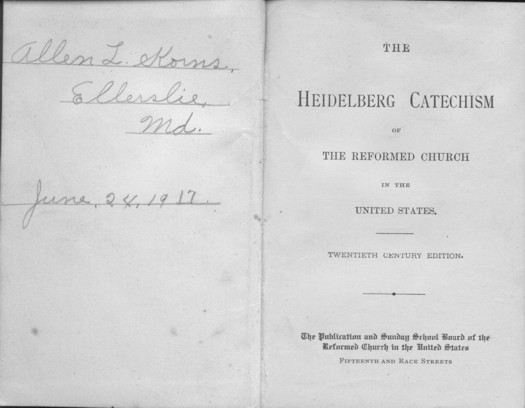 Allen L. Korns,
Ellerslie,
Md.
June, 24, 1917.
THE
HEIDELBERG CATECHISM
OF
THE REFORMED CHURCH
IN THE
UNITED STATES.
TWENTIETH CENTURY EDITION.
The Publication and Sunday School Board of the
Reformed Church in the United States
FIFTEENTH AND RACE STREETS